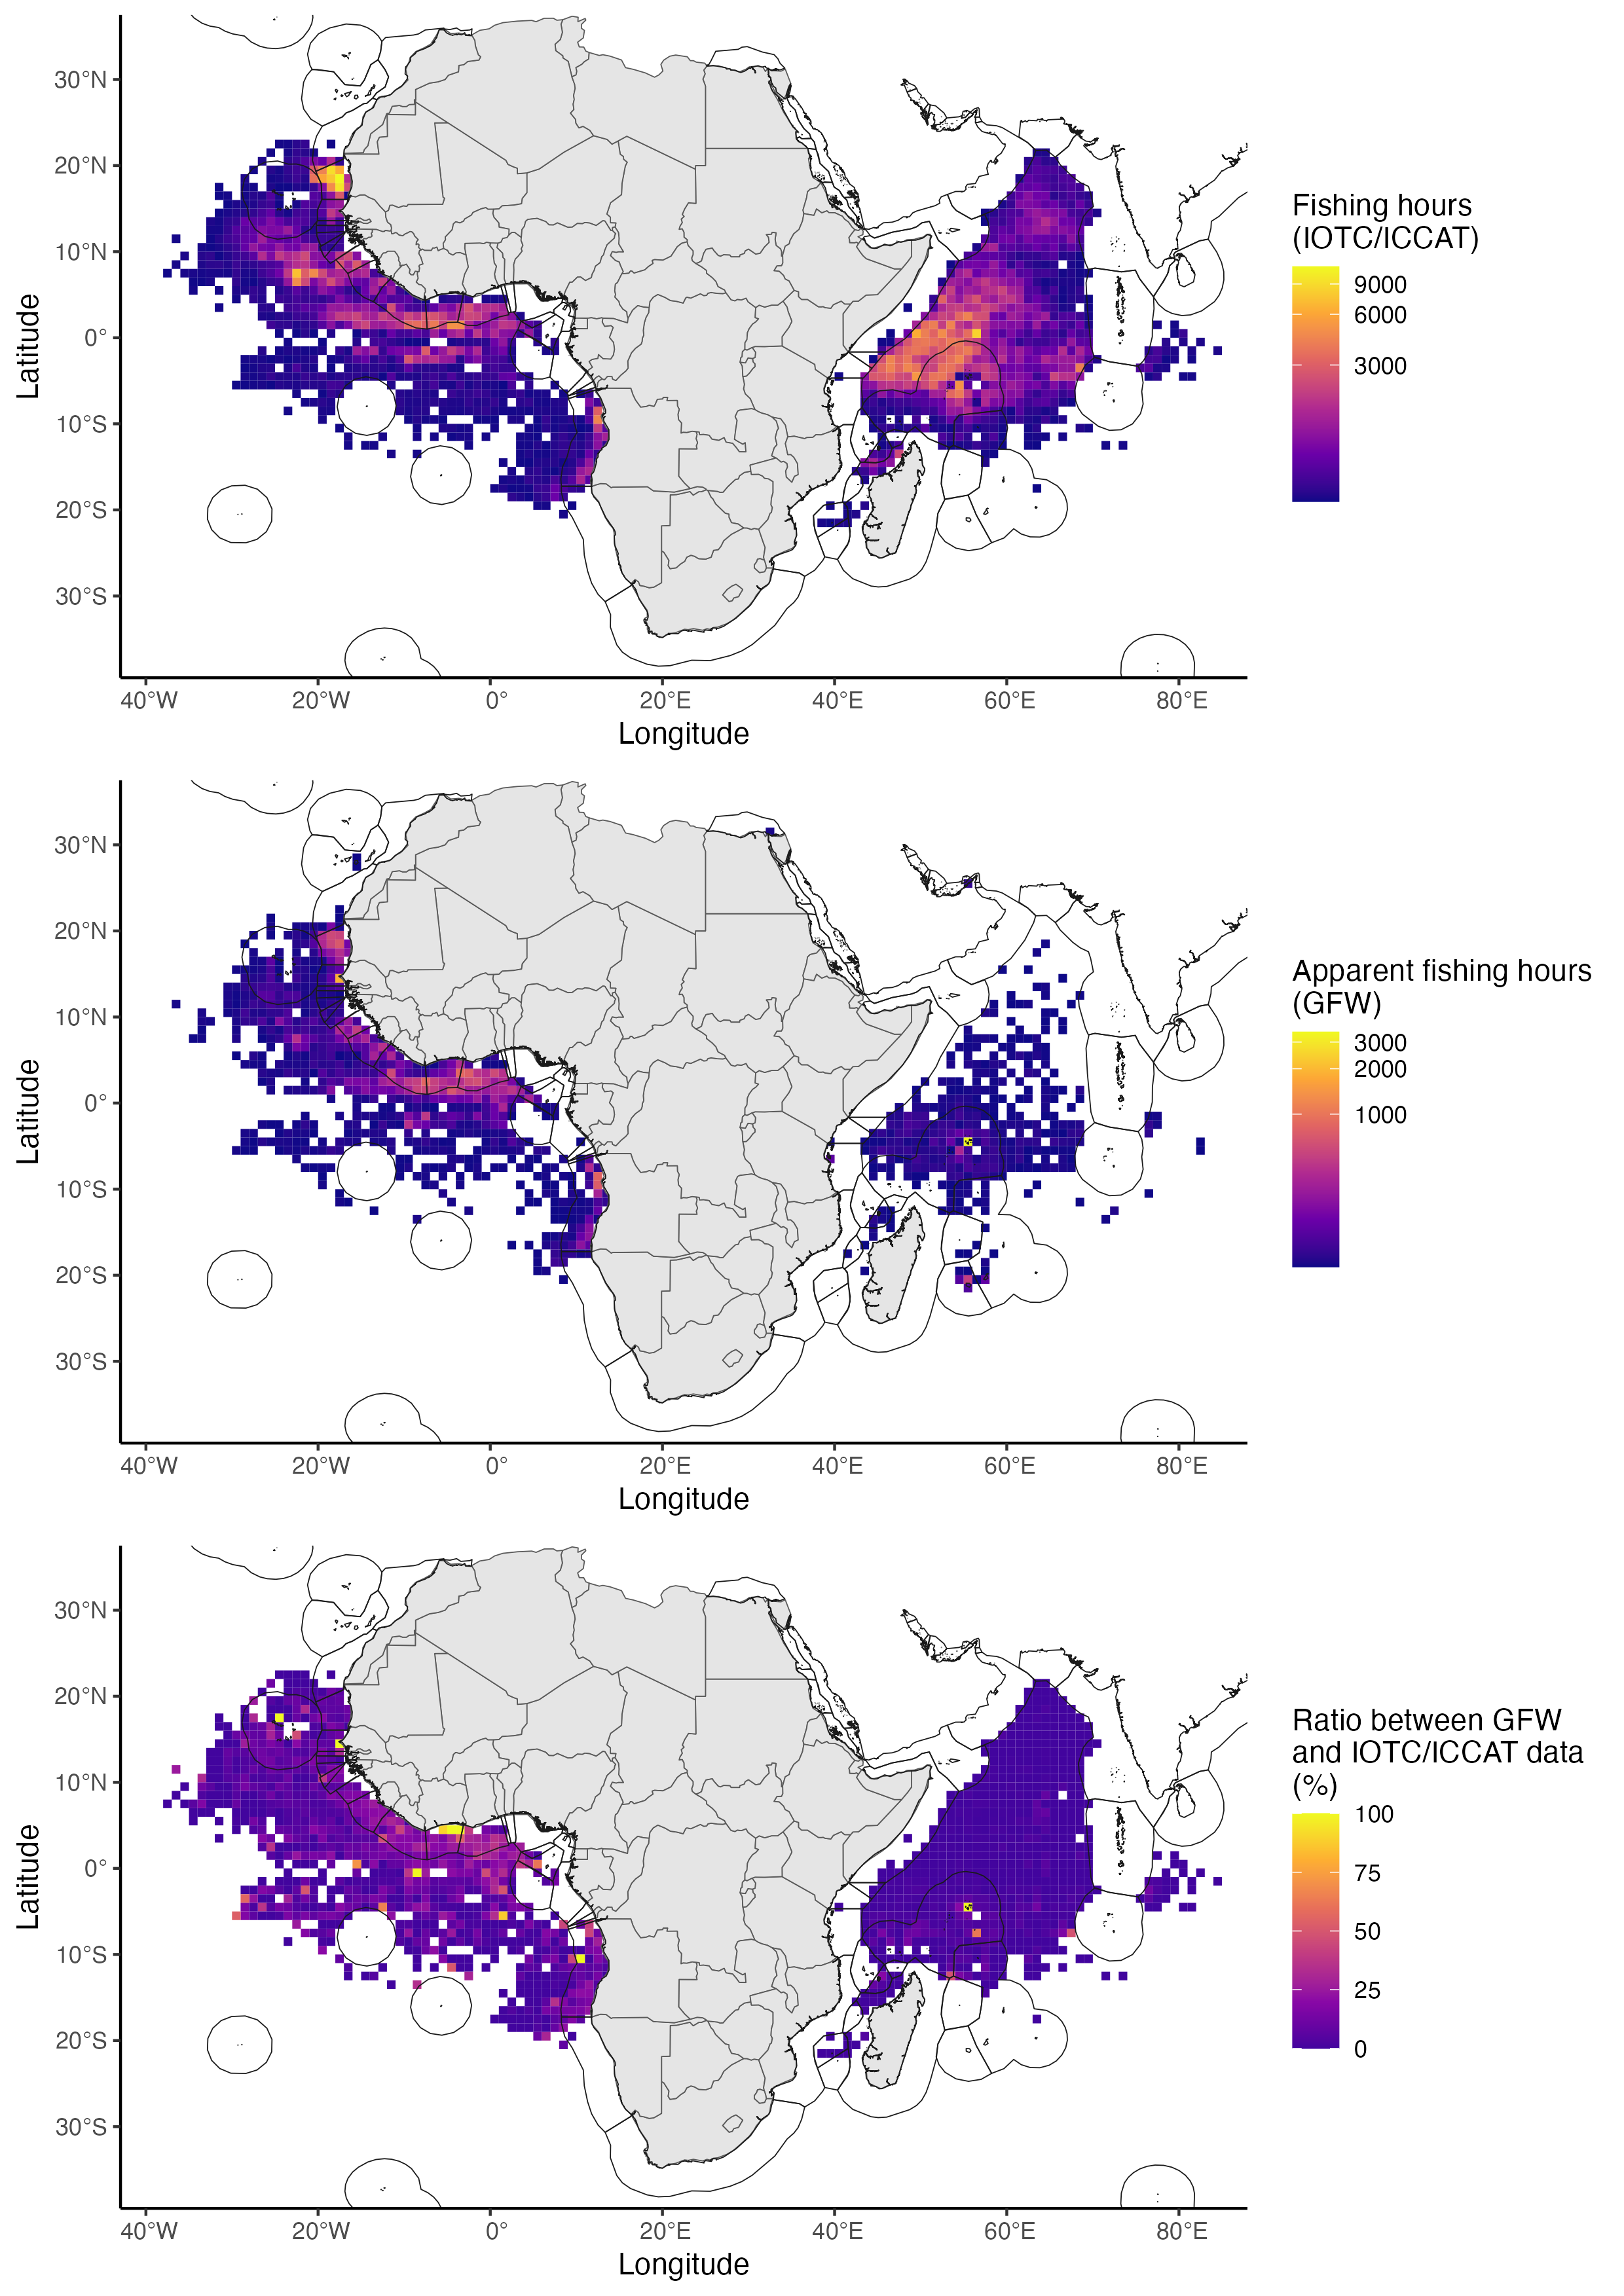 30°N
20°N
10°N
0°
10°S
20°S
30°S
Latitude
40°W 20°W 0° 20°E 40°E 60°E 80°E
Longitude
Fishing hours
(IOTC/ICCAT)
9000
6000
3000
30°N
20°N
10°N
0°
10°S
20°S
30°S
Latitude
40°W 20°W 0° 20°E 40°E 60°E 80°E
Longitude
Apparent fishing hours
(GFW)
3000
2000
1000
30°N
20°N
10°N
0°
10°S
20°S
30°S
Latitude
40°W 20°W 0° 20°E 40°E 60°E 80°E
Longitude
Ratio between GFW
and IOTC/ICCAT data
(%)
100
75
50
25
0